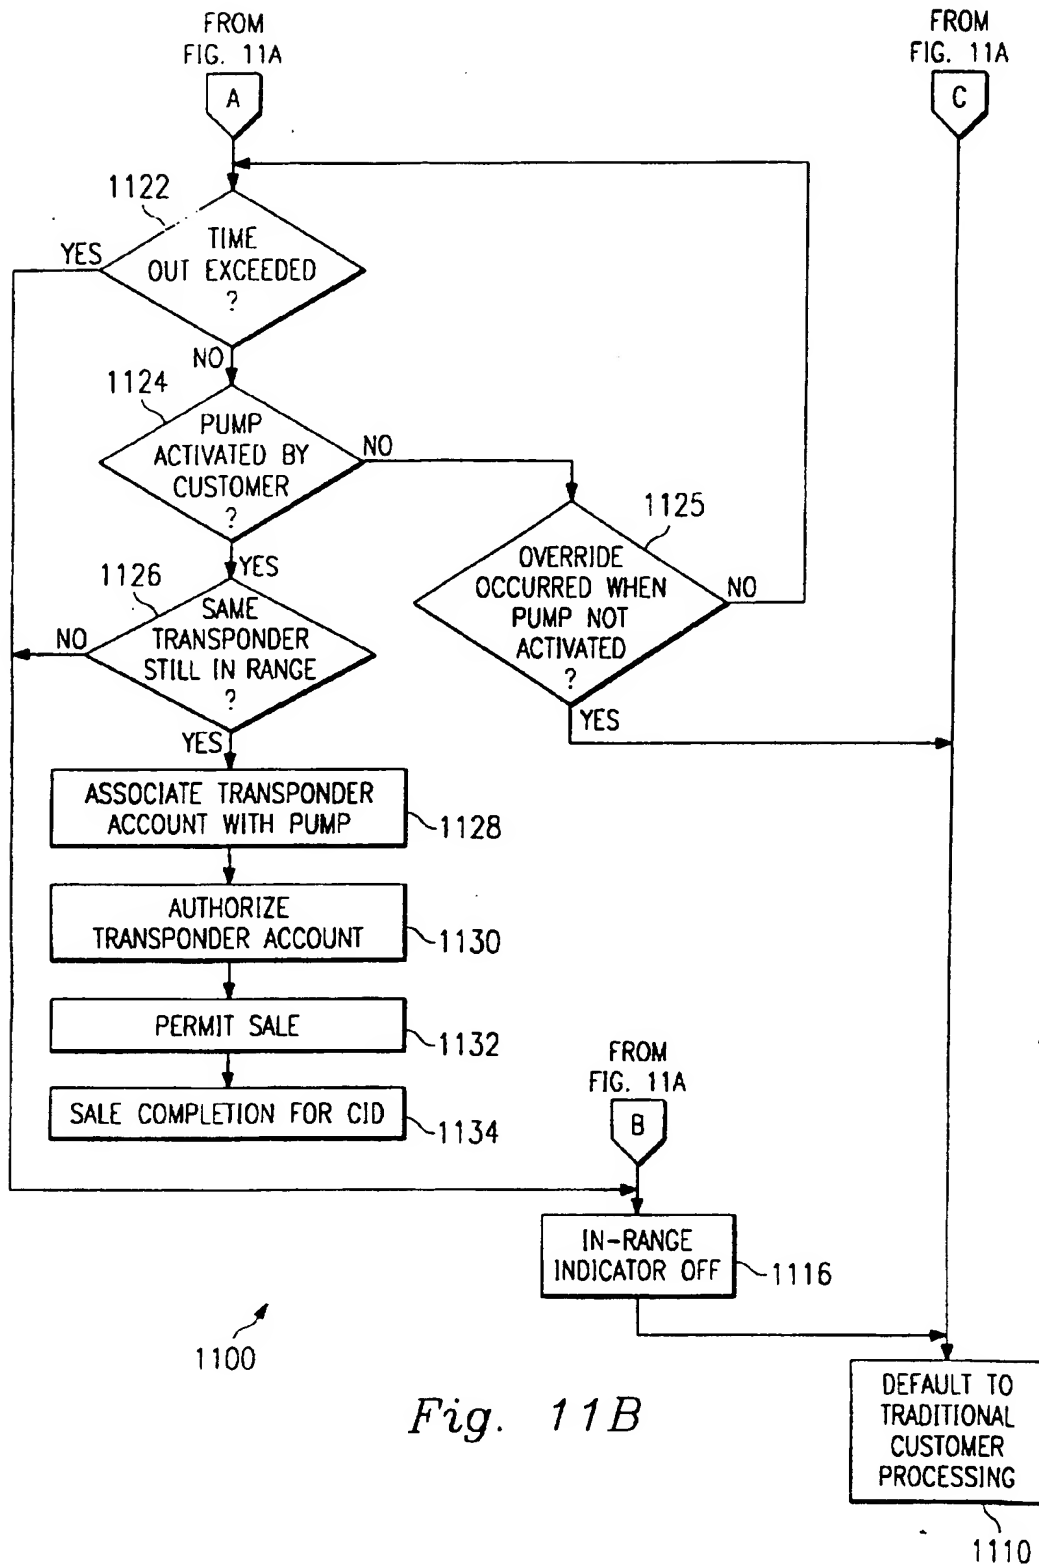 FROM
FIG. 11A
A
FROM
FIG. 11A
C
1122
TIME
OUT EXCEEDED
?
YES
NO
1124
PUMP
ACTIVATED BY
CUSTOMER
?
NO
YES
1125
OVERRIDE
OCCURRED WHEN
PUMP NOT
ACTIVATED
?
NO
YES
1126
SAME
TRANSPONDER
STILL IN RANGE
?
NO
YES
ASSOCIATE TRANSPONDER
ACCOUNT WITH PUMP
1128
AUTHORIZE
TRANSPONDER ACCOUNT
1130
PERMIT SALE
1132
SALE COMPLETION FOR CID
1134
FROM
FIG. 11A
B
IN-RANGE
INDICATOR OFF
1116
1100
DEFAULT TO
TRADITIONAL
CUSTOMER
PROCESSING
1110
Fig. 11B